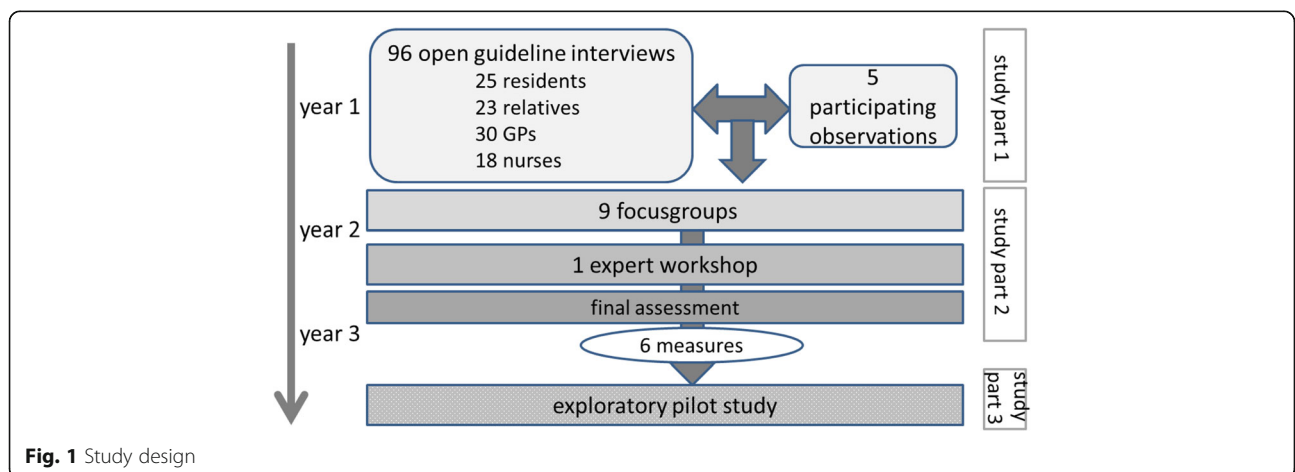 year 1
96 open guideline interviews
25 residents
23 relatives
30 GPs
18 nurses
5
participating
observations
study part 1
year 2
9 focusgroups
1 expert workshop
final assessment
study part 2
year 3
6 measures
exploratory pilot study
study
part 3
Fig. 1 Study design